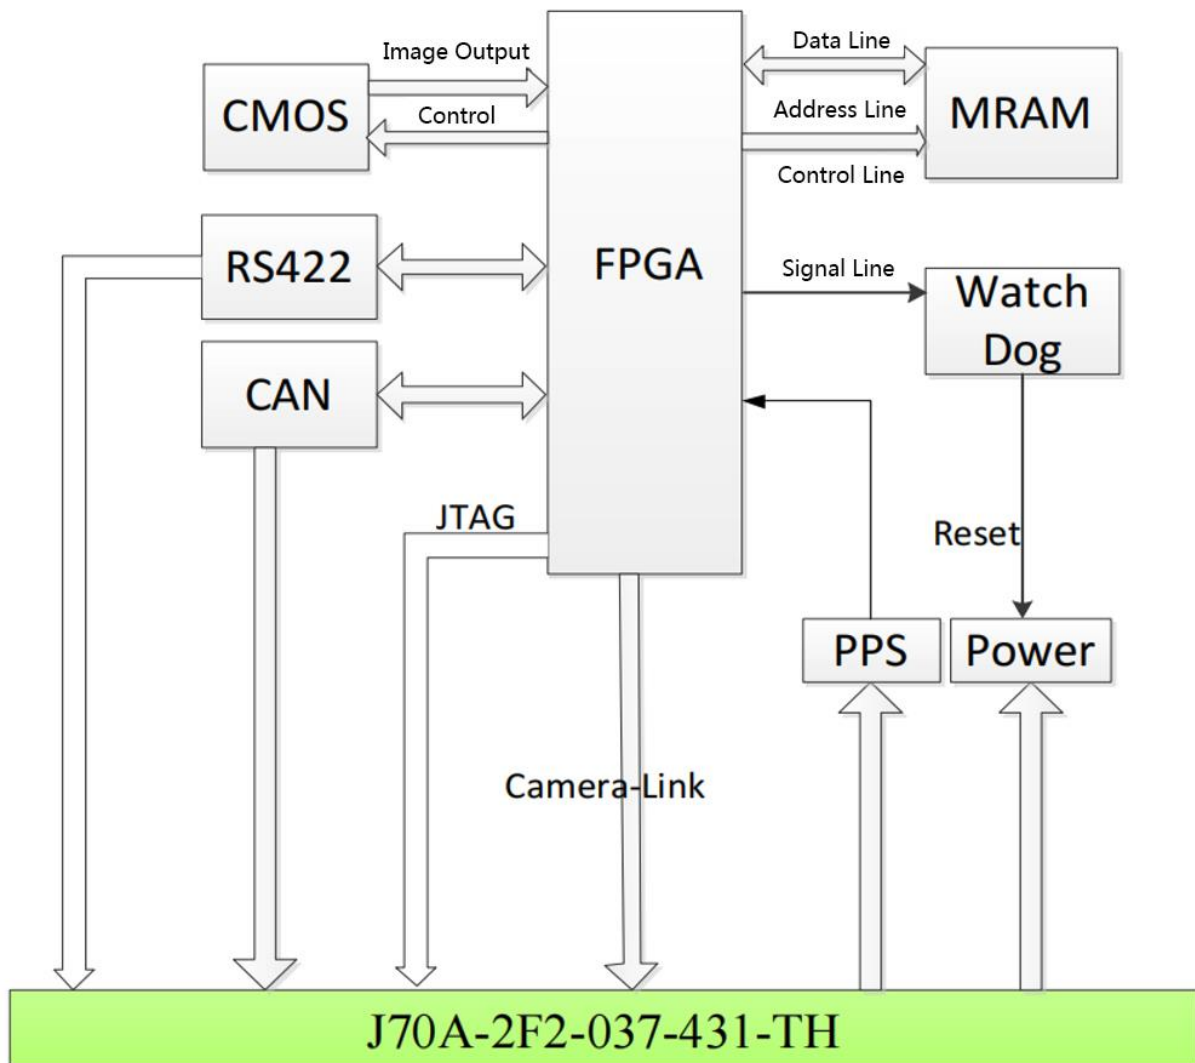 Image Output
Data Line
CMOS
MRAM
Control
Address Line
Control Line
RS422
FPGA
Signal Line
Watch
Dog
CAN
JTAG
Reset
PPS
Power
Camera-Link
J70A-2F2-037-431-TH